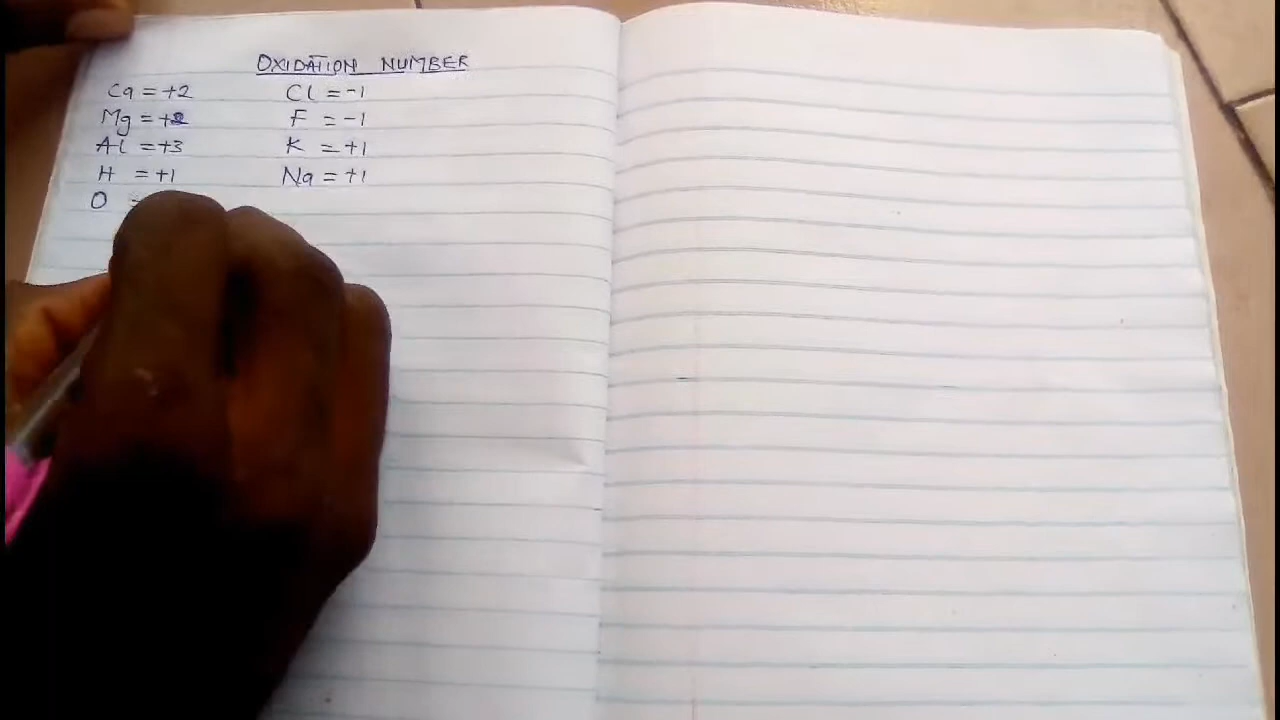 OXIDATION NUMBER
Ca = +2 Cl = -1
Mg = +2 F = -1
Al = +3 K = +1
H = +1 Na = +1
O =